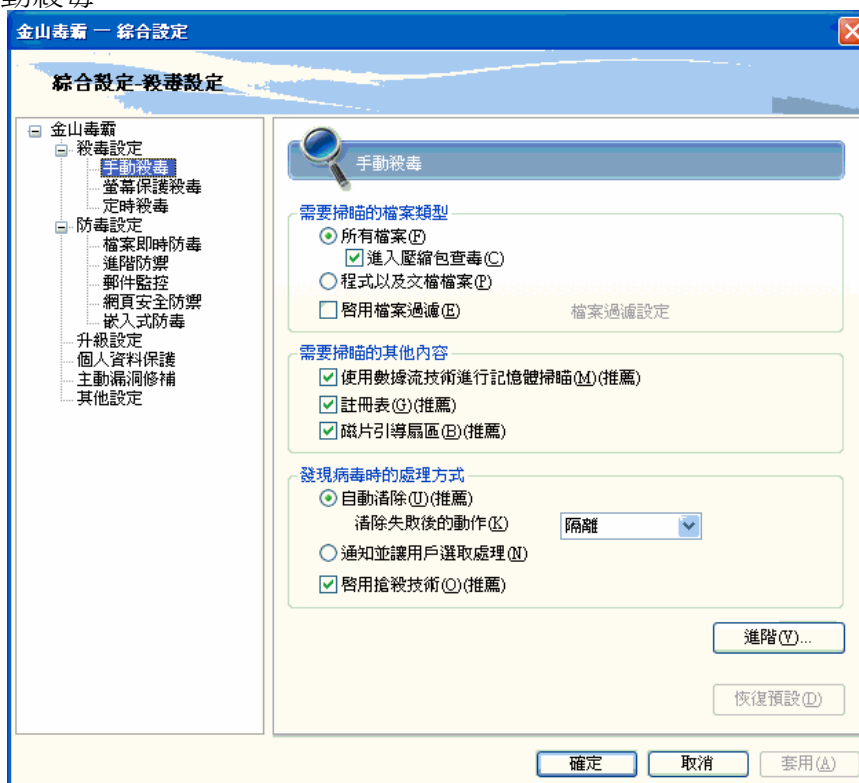 動殺毒
金山毒霸 — 綜合設定
綜合設定-殺毒設定
金山毒霸
殺毒設定
手動殺毒
螢幕保護殺毒
定時殺毒
防毒設定
檔案即時防毒
進階防禦
郵件監控
網頁安全防禦
嵌入式防毒
升級設定
個人資料保護
主動漏洞修補
其他設定
手動殺毒
需要掃瞄的檔案類型
所有檔案(F)
進入壓縮包查毒(C)
程式以及文檔檔案(P)
啓用檔案過濾(E) 檔案過濾設定
需要掃瞄的其他內容
使用數據流技術進行記憶體掃瞄(M)(推薦)
註冊表(G)(推薦)
磁片引導扇區(B)(推薦)
發現病毒時的處理方式
自動清除(U)(推薦)
清除失敗後的動作(K) 隔離
通知並讓用戶選取處理(N)
啓用搶殺技術(O)(推薦)
進階(Y)...
恢復預設(D)
確定 取消 套用(A)